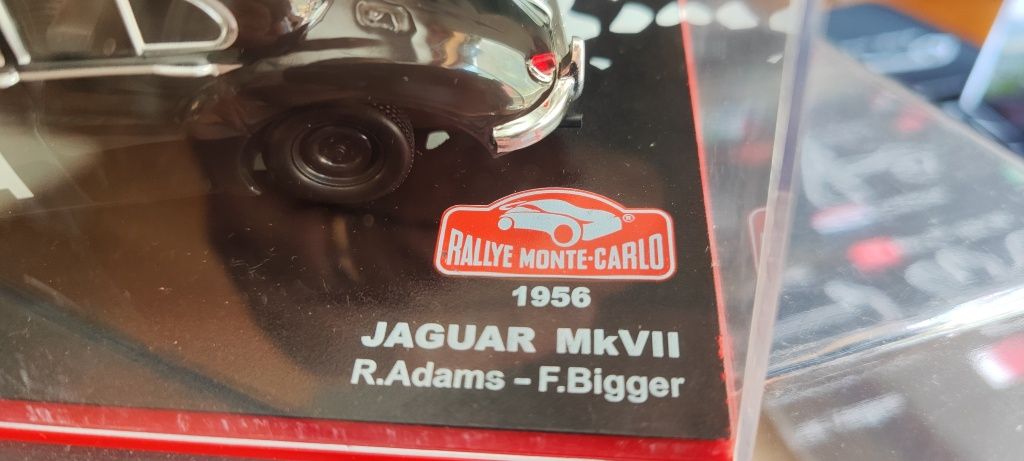 RALLYE MONTE-CARLO
®
1956
JAGUAR MkVII
R.Adams – F.Bigger